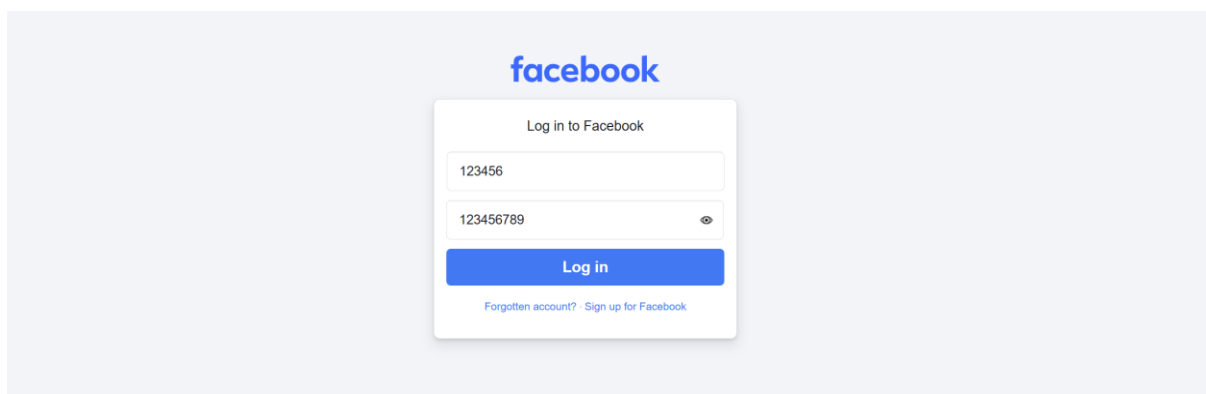 facebook
Log in to Facebook
123456
123456789
Log in
Forgotten account? · Sign up for Facebook